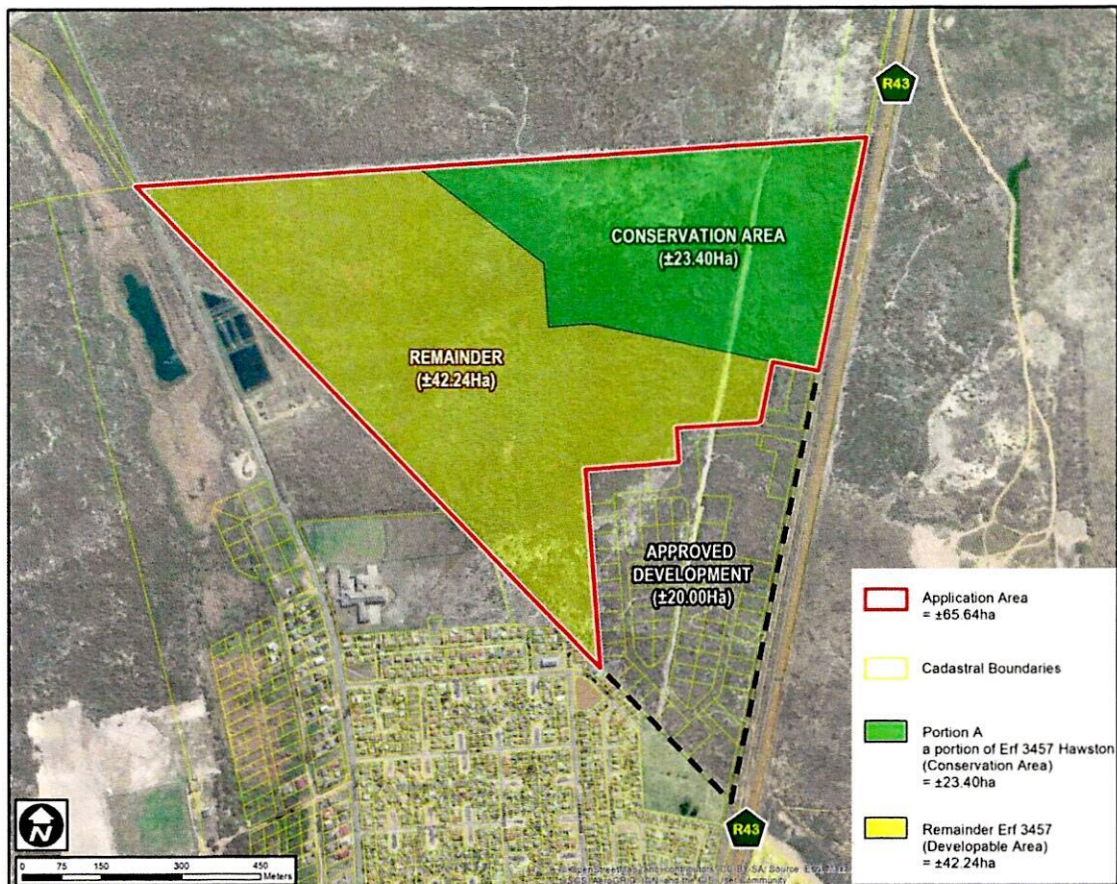 R43
CONSERVATION AREA
(±23.40Ha)
REMAINDER
(±42.24Ha)
APPROVED
DEVELOPMENT
(±20.00Ha)
Application Area
= ±65.64ha
Cadastral Boundaries
Portion A
a portion of Erf 3457 Hawston
(Conservation Area)
= ±23.40ha
Remainder Erf 3457
(Developable Area)
= ±42.24ha
R43
N
0 75 150 300 450
Meters
User Community